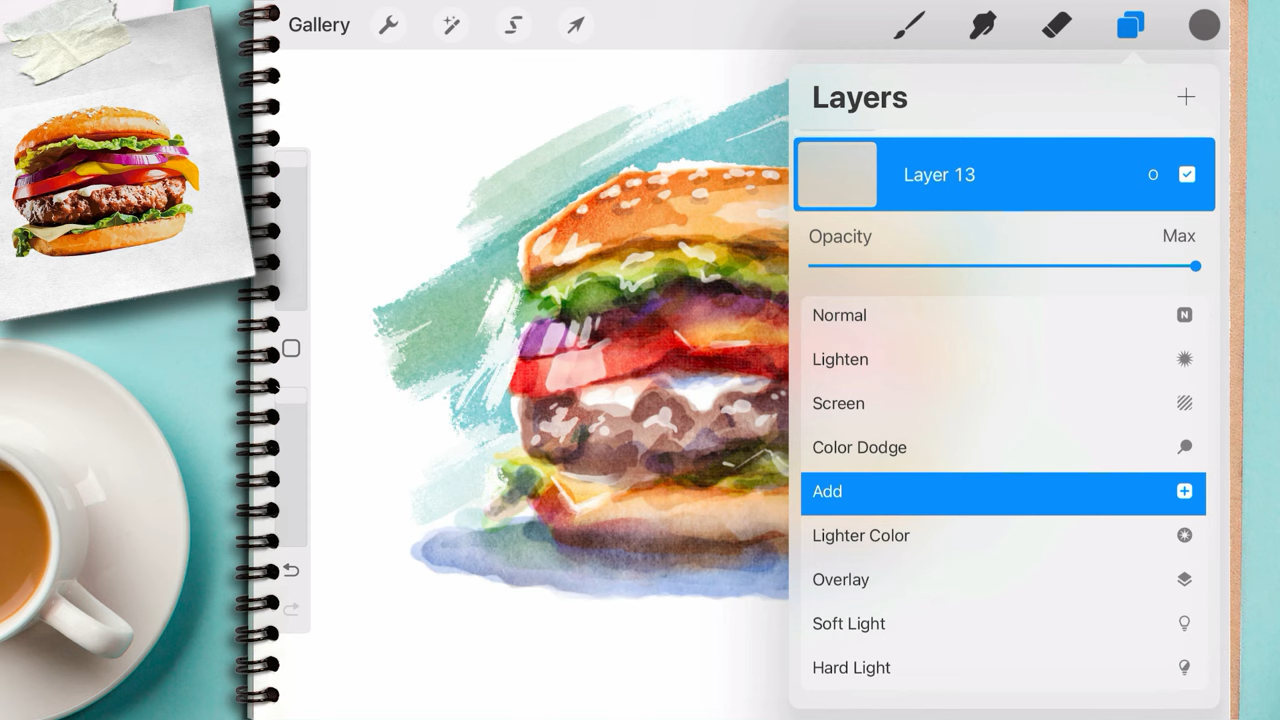 Gallery
Layers
Layer 13 O
Opacity Max
Normal N
Lighten
Screen
Color Dodge
Add
Lighter Color
Overlay
Soft Light
Hard Light